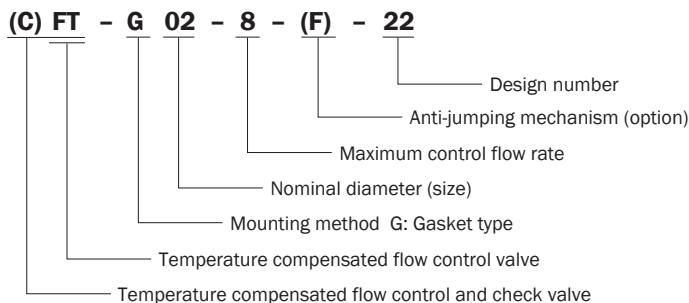 (C) FT – G 02 – 8 – (F) – 22
Design number
Anti-jumping mechanism (option)
Maximum control flow rate
Nominal diameter (size)
Mounting method G: Gasket type
Temperature compensated flow control valve
Temperature compensated flow control and check valve